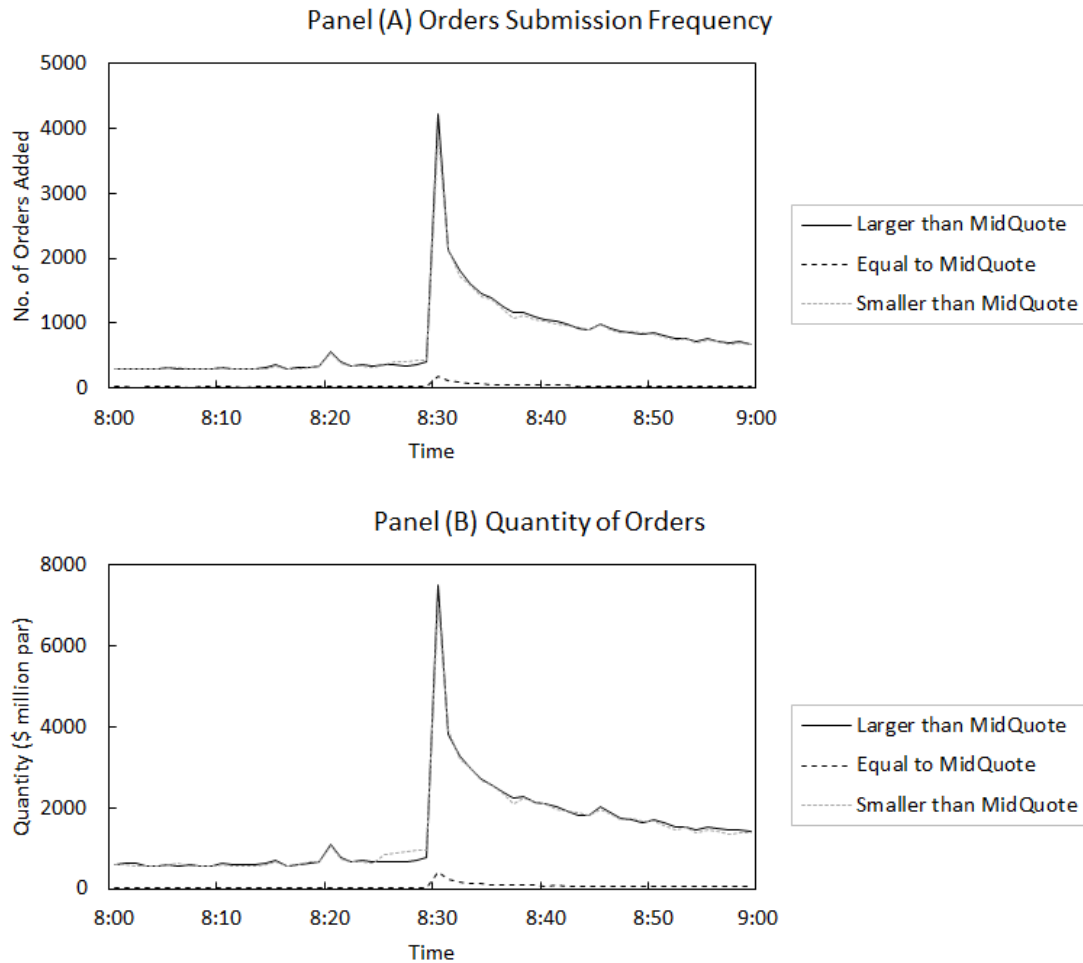 Panel (A) Orders Submission Frequency
5000
4000
3000
2000
1000
0
No. of Orders Added
8:00 8:10 8:20 8:30 8:40 8:50 9:00
Time
Larger than MidQuote
Equal to MidQuote
Smaller than MidQuote
Panel (B) Quantity of Orders
8000
6000
4000
2000
0
Quantity ($ million par)
8:00 8:10 8:20 8:30 8:40 8:50 9:00
Time
Larger than MidQuote
Equal to MidQuote
Smaller than MidQuote